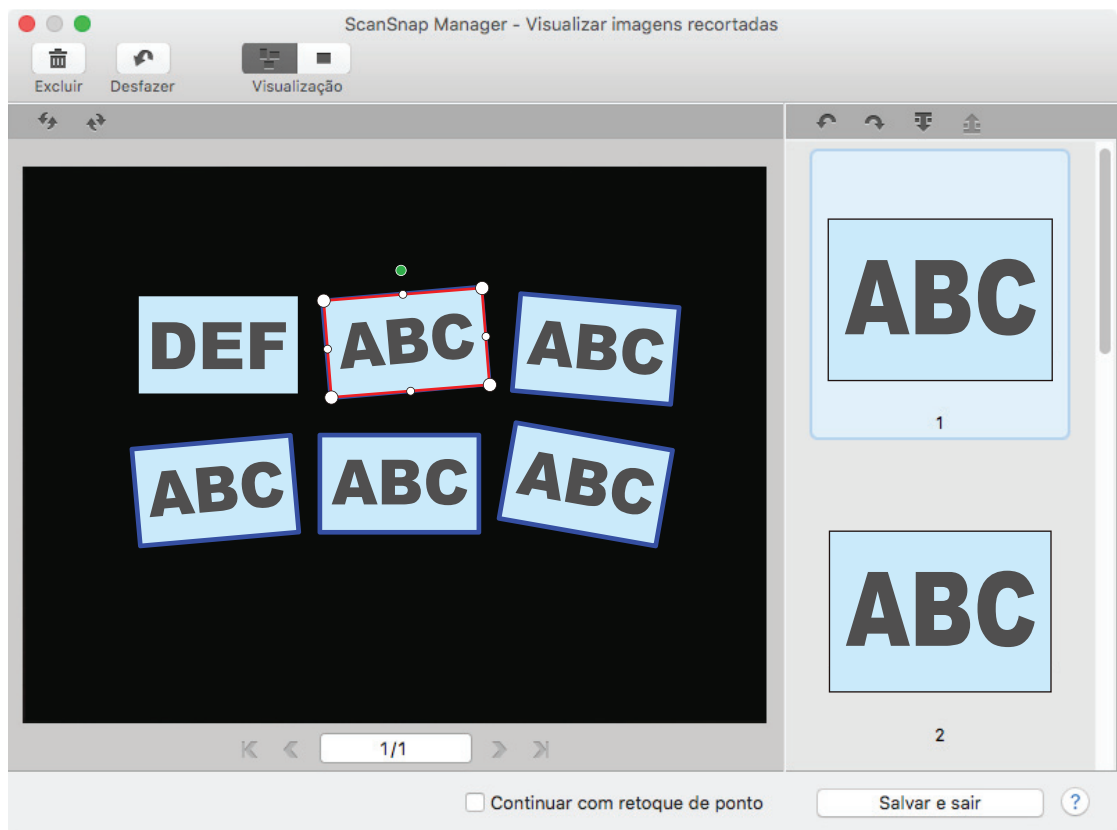 ScanSnap Manager - Visualizar imagens recortadas
Excluir Desfazer Visualização
DEF ABC ABC
ABC ABC ABC
1/1
ABC
1
ABC
2
Continuar com retoque de ponto Salvar e sair ?